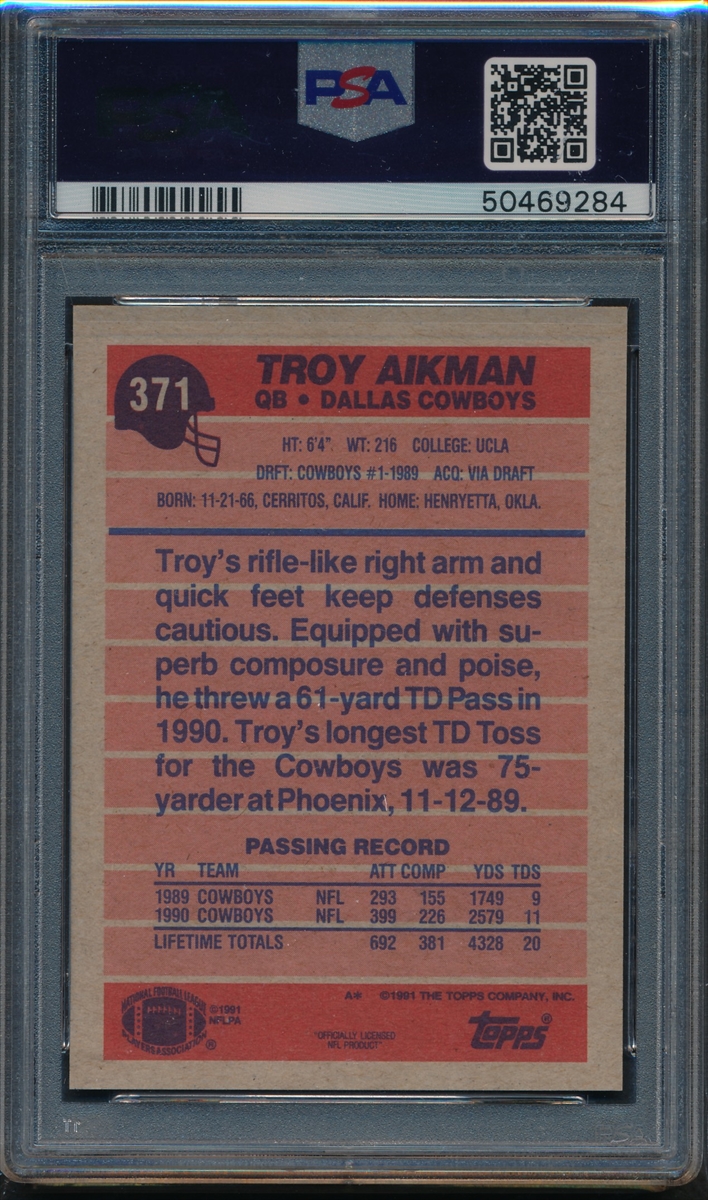 PSA
50469284
371
TROY AIKMAN
QB • DALLAS COWBOYS
HT: 6'4" WT: 216 COLLEGE: UCLA
DRFT: COWBOYS #1-1989 ACQ: VIA DRAFT
BORN: 11-21-66, CERRITOS, CALIF. HOME: HENRYETTA, OKLA.
Troy's rifle-like right arm and
quick feet keep defenses
cautious. Equipped with su-
perb composure and poise,
he threw a 61-yard TD Pass in
1990. Troy's longest TD Toss
for the Cowboys was 75-
yarder at Phoenix, 11-12-89.
PASSING RECORD
YR TEAM ATT COMP YDS TDS
1989 COWBOYS NFL 293 155 1749 9
1990 COWBOYS NFL 399 226 2579 11
LIFETIME TOTALS 692 381 4328 20
A* ©1991 THE TOPPS COMPANY, INC.
NATIONAL FOOTBALL LEAGUE
PLAYERS ASSOCIATION ®
©1991
NFLPA
"OFFICIALLY LICENSED
NFL PRODUCT"
topps®